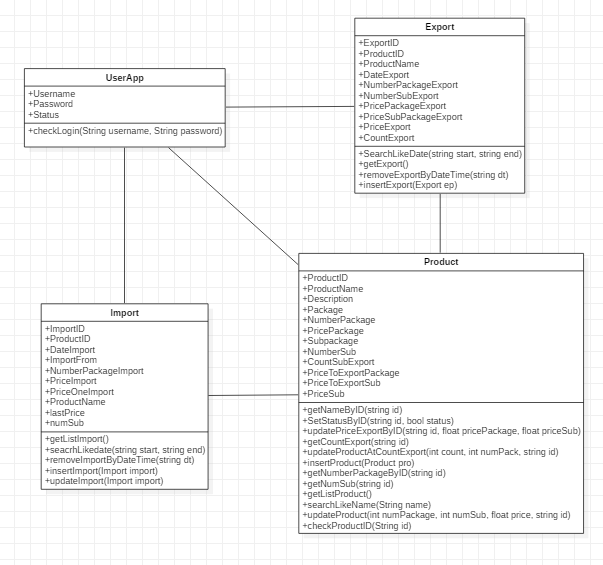 Export
+ExportID
+ProductID
+ProductName
+DateExport
+NumberPackageExport
+NumberSubExport
+PricePackageExport
+PriceSubPackageExport
+PriceExport
+CountExport
+SearchLikeDate(string start, string end)
+getExport()
+removeExportByDateTime(string dt)
+insertExport(Export ep)
UserApp
+Username
+Password
+Status
+checkLogin(String username, String password)
Product
+ProductID
+ProductName
+Description
+Package
+NumberPackage
+PricePackage
+Subpackage
+NumberSub
+CountSubExport
+PriceToExportPackage
+PriceToExportSub
+PriceSub
+getNameByID(string id)
+SetStatusByID(string id, bool status)
+updatePriceExportByID(string id, float pricePackage, float priceSub)
+getCountExport(string id)
+updateProductAtCountExport(int count, int numPack, string id)
+insertProduct(Product pro)
+getNumberPackageByID(string id)
+getNumSub(string id)
+getListProduct()
+searchLikeName(String name)
+updateProduct(int numPackage, int numSub, float price, string id)
+checkProductID(String id)
Import
+ImportID
+ProductID
+DateImport
+ImportFrom
+NumberPackageImport
+PriceImport
+PriceOneImport
+ProductName
+lastPrice
+numSub
+getListImport()
+seacrhLikedate(string start, string end)
+removeImportByDateTime(string dt)
+insertImport(Import import)
+updateImport(Import import)